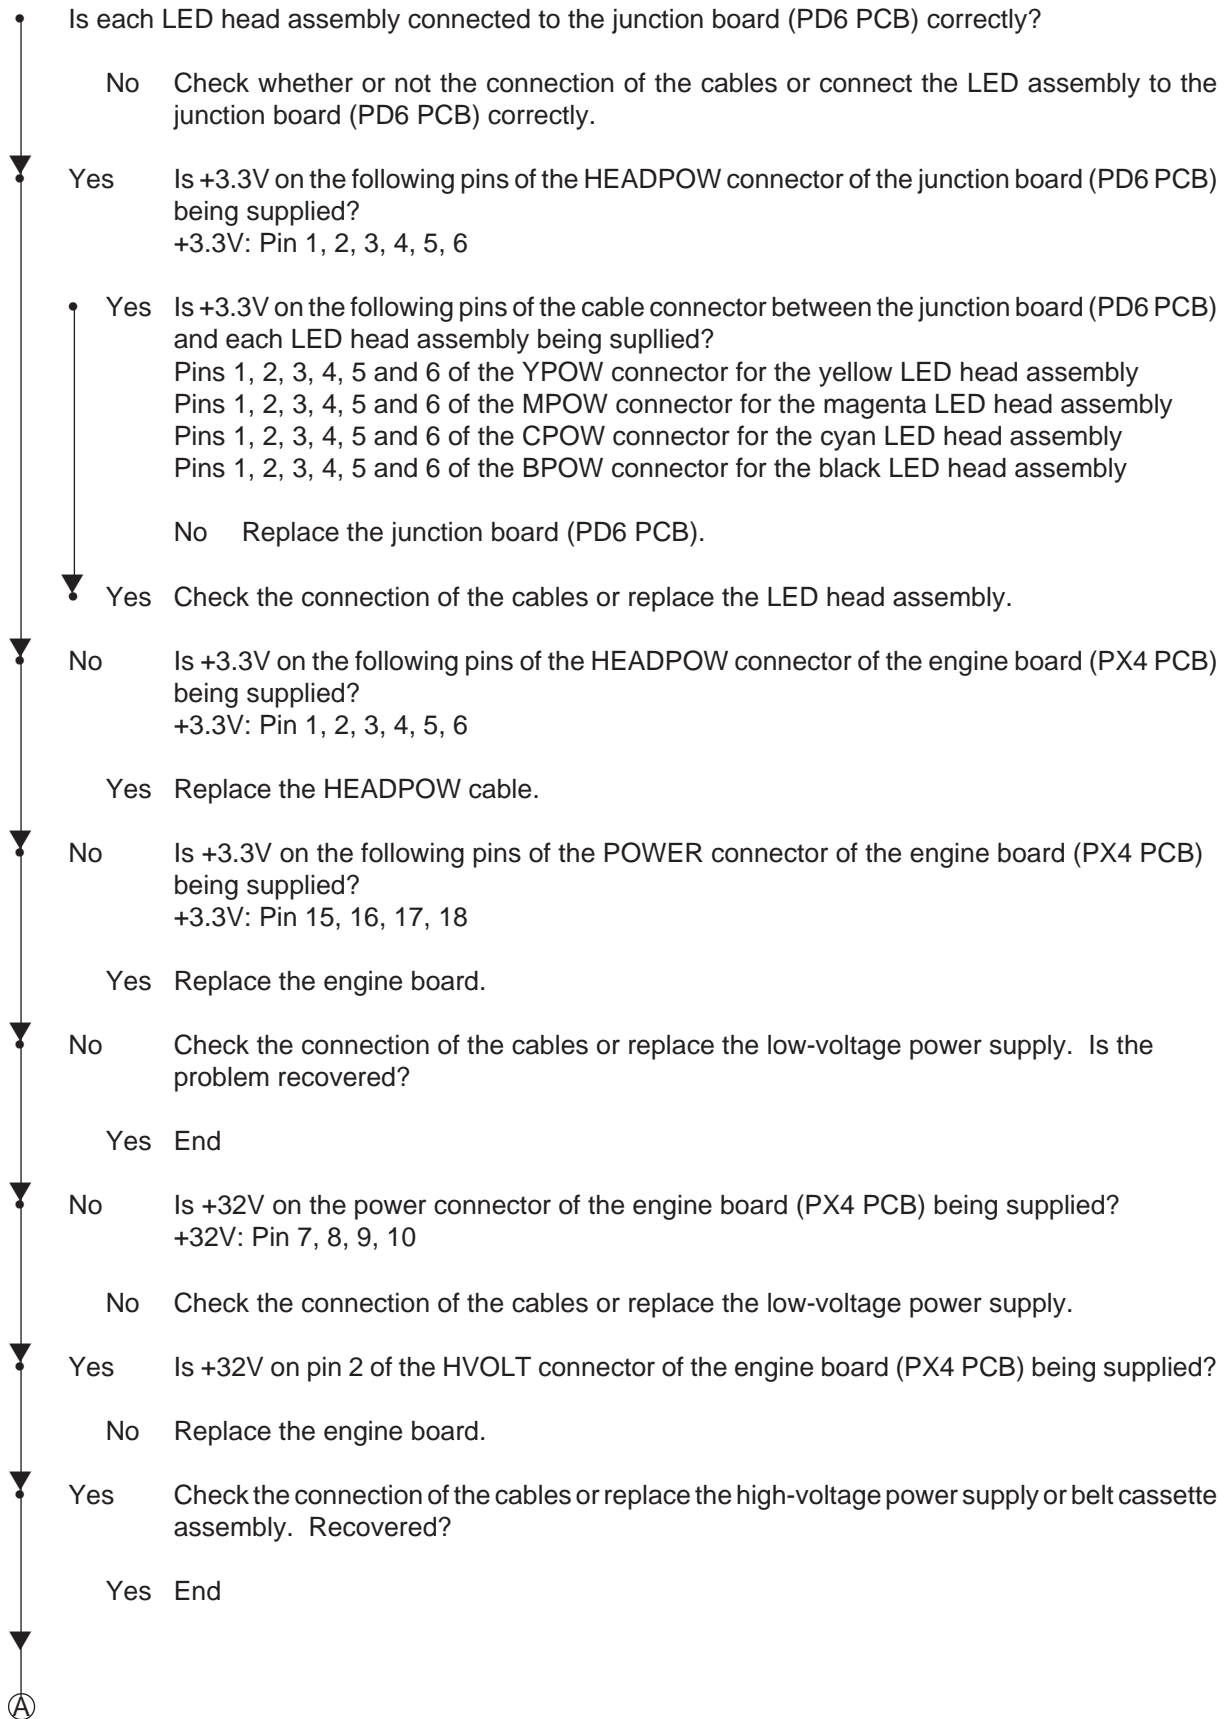 Is each LED head assembly connected to the junction board (PD6 PCB) correctly?
No Check whether or not the connection of the cables or connect the LED assembly to the
junction board (PD6 PCB) correctly.
Yes Is +3.3V on the following pins of the HEADPOW connector of the junction board (PD6 PCB)
being supplied?
+3.3V: Pin 1, 2, 3, 4, 5, 6
Yes Is +3.3V on the following pins of the cable connector between the junction board (PD6 PCB)
and each LED head assembly being supllied?
Pins 1, 2, 3, 4, 5 and 6 of the YPOW connector for the yellow LED head assembly
Pins 1, 2, 3, 4, 5 and 6 of the MPOW connector for the magenta LED head assembly
Pins 1, 2, 3, 4, 5 and 6 of the CPOW connector for the cyan LED head assembly
Pins 1, 2, 3, 4, 5 and 6 of the BPOW connector for the black LED head assembly
No Replace the junction board (PD6 PCB).
Yes Check the connection of the cables or replace the LED head assembly.
No Is +3.3V on the following pins of the HEADPOW connector of the engine board (PX4 PCB)
being supplied?
+3.3V: Pin 1, 2, 3, 4, 5, 6
Yes Replace the HEADPOW cable.
No Is +3.3V on the following pins of the POWER connector of the engine board (PX4 PCB)
being supplied?
+3.3V: Pin 15, 16, 17, 18
Yes Replace the engine board.
No Check the connection of the cables or replace the low-voltage power supply. Is the
problem recovered?
Yes End
No Is +32V on the power connector of the engine board (PX4 PCB) being supplied?
+32V: Pin 7, 8, 9, 10
No Check the connection of the cables or replace the low-voltage power supply.
Yes Is +32V on pin 2 of the HVOLT connector of the engine board (PX4 PCB) being supplied?
No Replace the engine board.
Yes Check the connection of the cables or replace the high-voltage power supply or belt cassette
assembly. Recovered?
Yes End
A